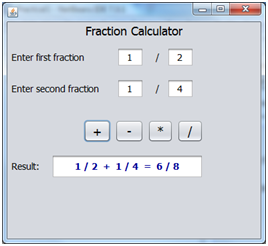 Fraction Calculator
Enter first fraction 1 / 2
Enter second fraction 1 / 4
+ - * /
Result: 1 / 2 + 1 / 4 = 6 / 8